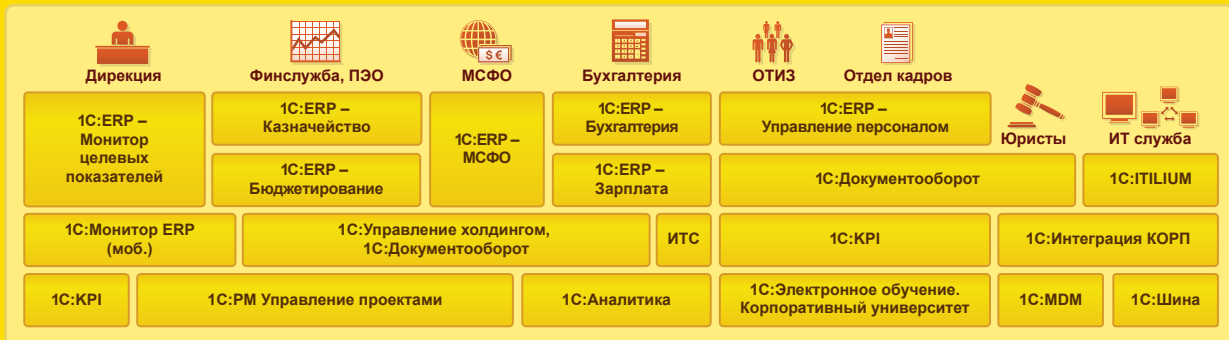 $ €
Дирекция
Финслужба, ПЭО
МСФО
Бухгалтерия
ОТИЗ
Отдел кадров
Юристы
ИТ служба
1С:ERP –
Монитор
целевых
показателей
1С:ERP –
Казначейство
1С:ERP –
Бюджетирование
1С:ERP –
МСФО
1С:ERP –
Бухгалтерия
1С:ERP –
Зарплата
1С:ERP –
Управление персоналом
1С:Документооборот
1С:ITILIUM
1С:Монитор ERP
(моб.)
1С:Управление холдингом,
1С:Документооборот
ИТС
1С:KPI
1С:Интеграция КОРП
1С:KPI
1С:PM Управление проектами
1С:Аналитика
1С:Электронное обучение.
Корпоративный университет
1С:MDM
1С:Шина